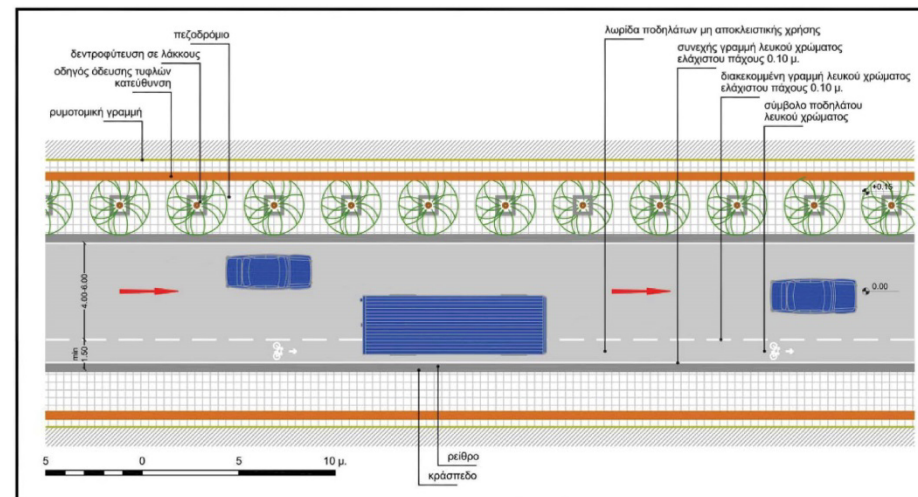 πεζοδρόμιο
δεντροφύτευση σε λάκκους
οδηγός όδευσης τυφλών
κατεύθυνση
ρυμοτομική γραμμή
λωρίδα ποδηλάτων μη αποκλειστικής χρήσης
συνεχής γραμμή λευκού χρώματος
ελάχιστου πάχους 0.10 μ.
διακεκομμένη γραμμή λευκού χρώματος
ελάχιστου πάχους 0.10 μ.
σύμβολο ποδηλάτου
λευκού χρώματος
+0.15
4.00-6.00
0.00
min
1.50
ρείθρο
κράσπεδο
5 0 5 10 μ.